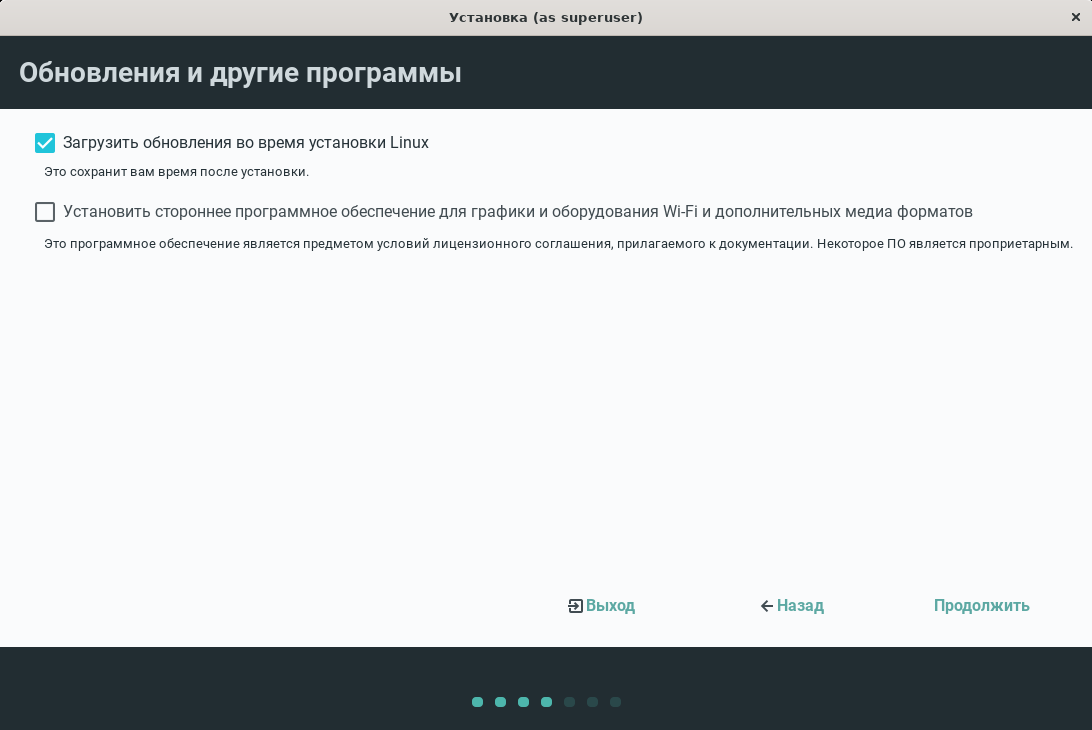 Установка (as superuser)
Обновления и другие программы
Загрузить обновления во время установки Linux
Это сохранит вам время после установки.
Установить стороннее программное обеспечение для графики и оборудования Wi-Fi и дополнительных медиа форматов
Это программное обеспечение является предметом условий лицензионного соглашения, прилагаемого к документации. Некоторое ПО является проприетарным.
Выход
Назад
Продолжить